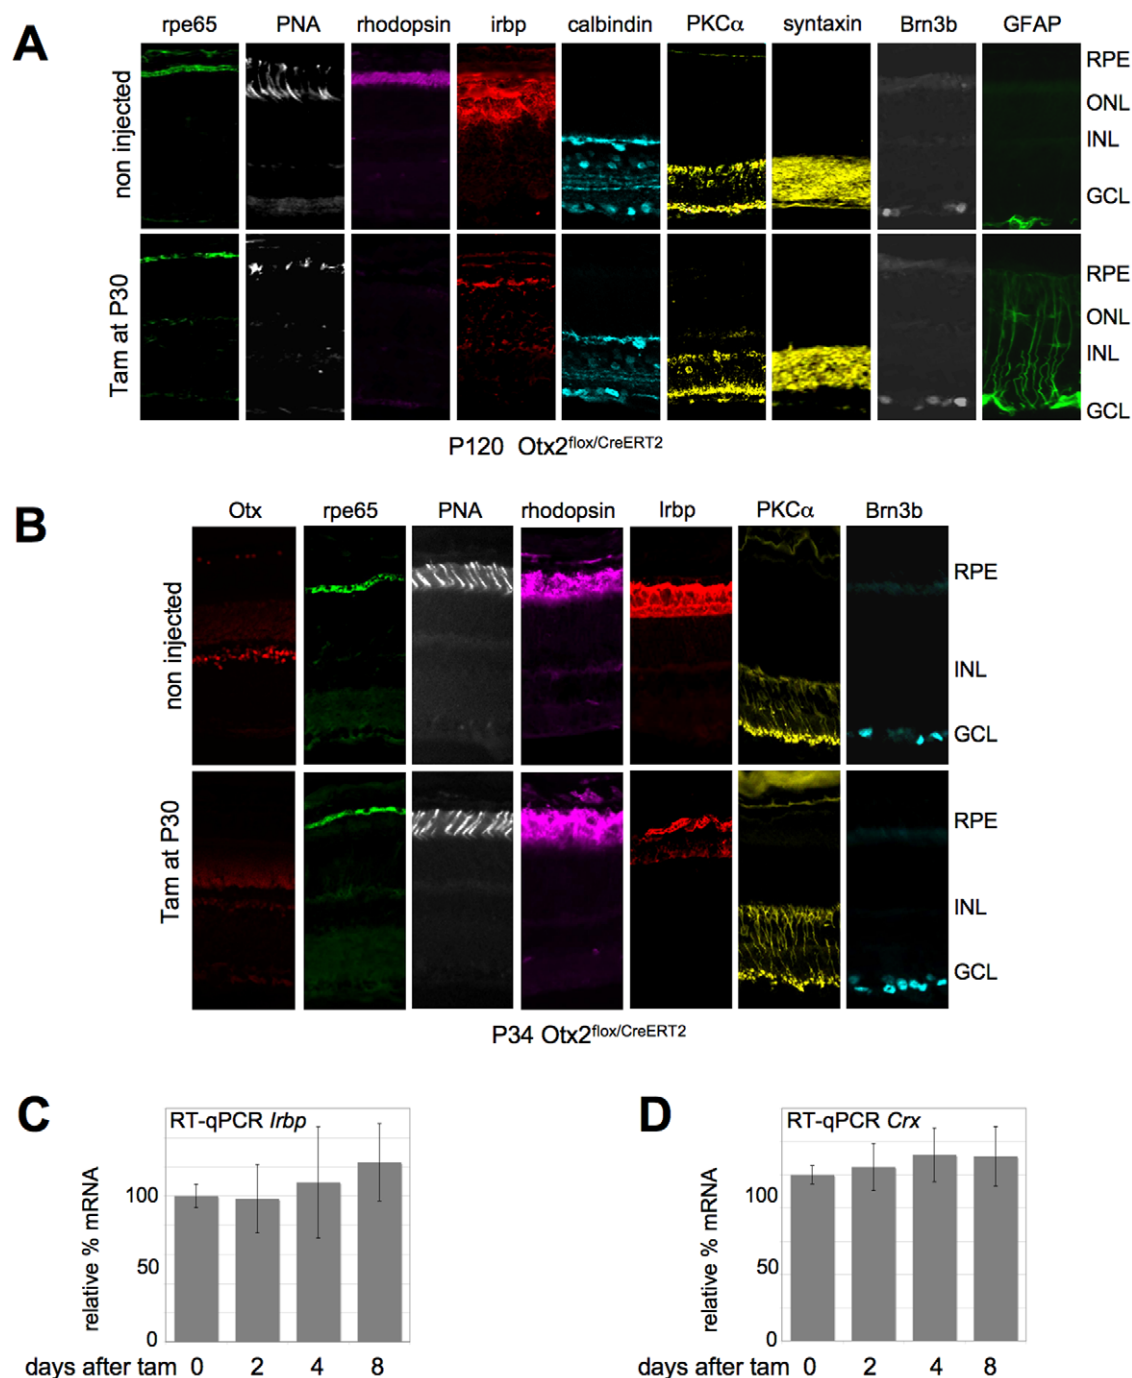 A
rpe65 PNA rhodopsin irbp calbindin PKCα syntaxin Brn3b GFAP
non injected
RPE
ONL
INL
GCL
Tam at P30
RPE
ONL
INL
GCL
P120 Otx2flox/CreERT2
B
Otx rpe65 PNA rhodopsin Irbp PKCα Brn3b
non injected
RPE
INL
GCL
Tam at P30
RPE
INL
GCL
P34 Otx2flox/CreERT2
C
RT-qPCR Irbp
relative % mRNA
100
50
0
days after tam 0 2 4 8
D
RT-qPCR Crx
relative % mRNA
100
50
0
days after tam 0 2 4 8